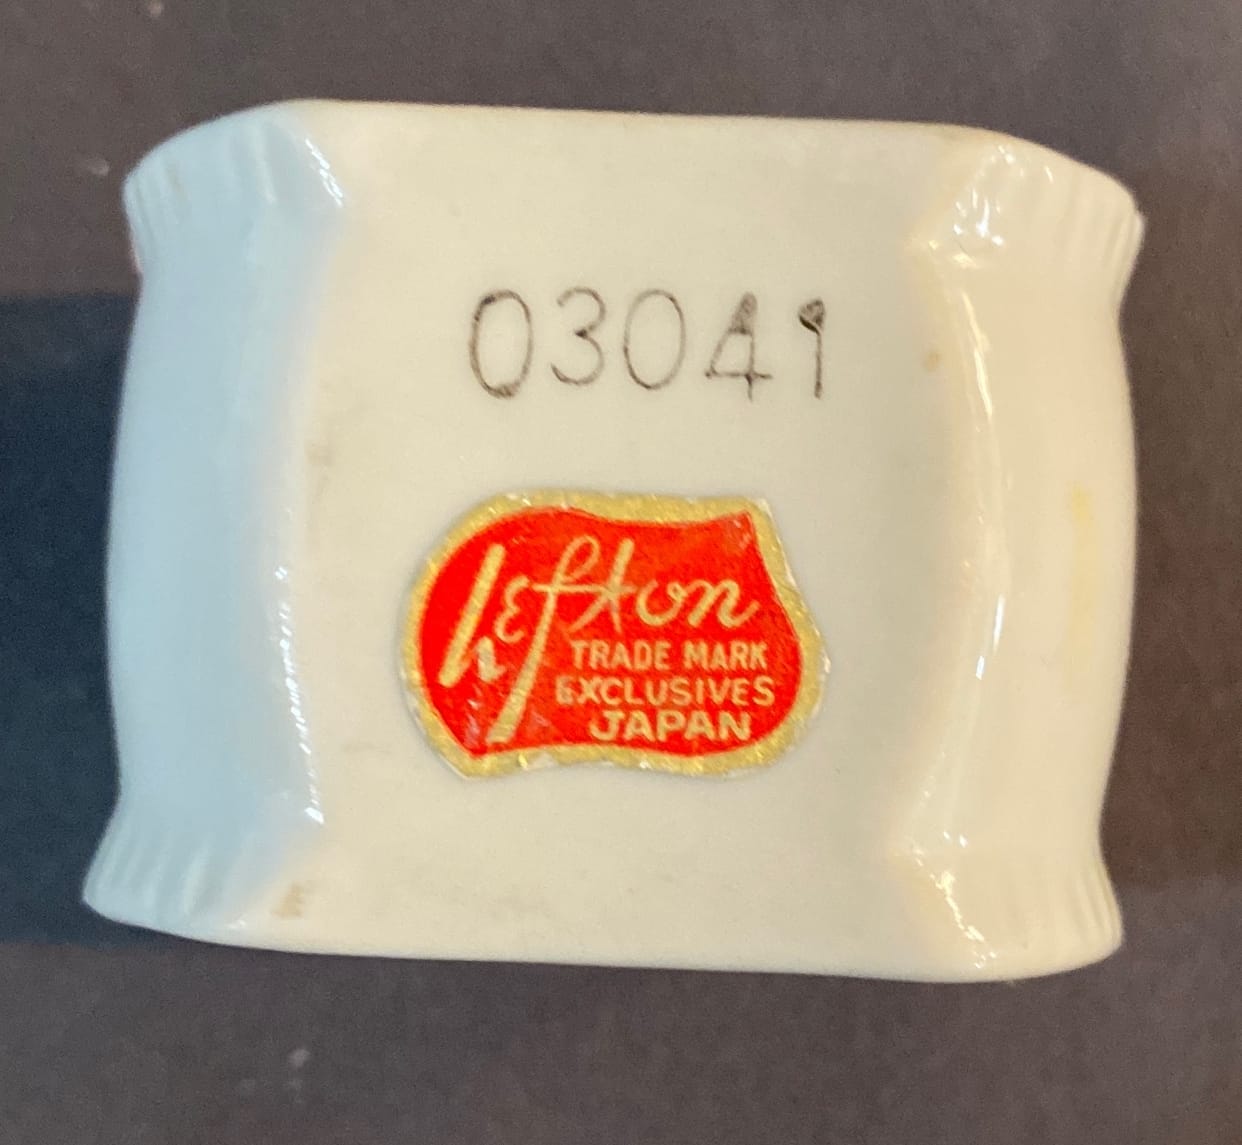 03041
Lefton
TRADE MARK
EXCLUSIVES
JAPAN